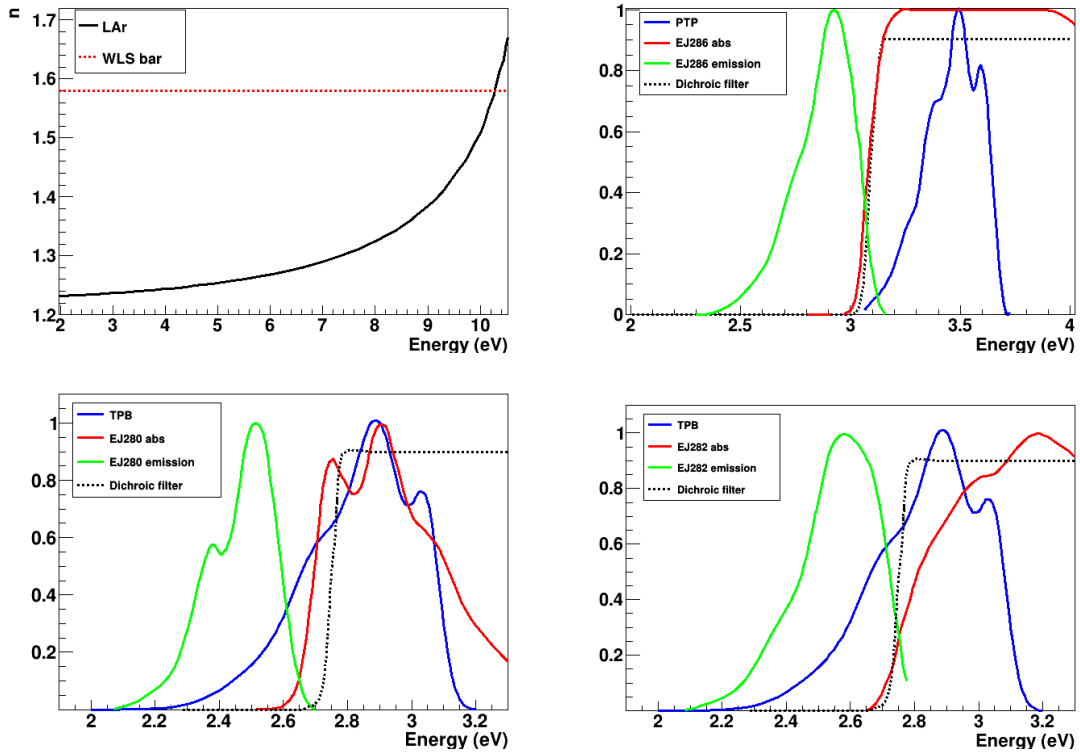 n
1.7
1.6
1.5
1.4
1.3
1.2
2 3 4 5 6 7 8 9 10
Energy (eV)
LAr
WLS bar
1
0.8
0.6
0.4
0.2
0
2 2.5 3 3.5 4
Energy (eV)
PTP
EJ286 abs
EJ286 emission
Dichroic filter
1
0.8
0.6
0.4
0.2
2 2.2 2.4 2.6 2.8 3 3.2
Energy (eV)
TPB
EJ280 abs
EJ280 emission
Dichroic filter
1
0.8
0.6
0.4
0.2
2 2.2 2.4 2.6 2.8 3 3.2
Energy (eV)
TPB
EJ282 abs
EJ282 emission
Dichroic filter